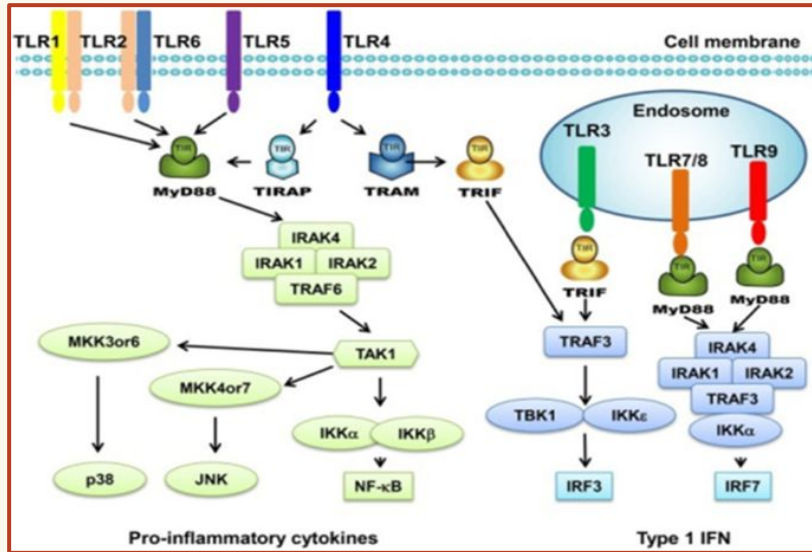 TLR1 TLR2 TLR6 TLR5 TLR4 Cell membrane
Endosome
TLR3
TLR7/8
TLR9
TIR TIR TIR TIR
MyD88 TIRAP TRAM TRIF
TIR
TRIF
TIR
MyD88
TIR
MyD88
IRAK4
IRAK1 IRAK2
TRAF6
TAK1
MKK3or6
MKK4or7
IKKα IKKβ
p38 JNK NF-κB
TRAF3
TBK1 IKKε
IRF3
IRAK4
IRAK1 IRAK2
TRAF3
IKKα
IRF7
Pro-inflammatory cytokines Type 1 IFN